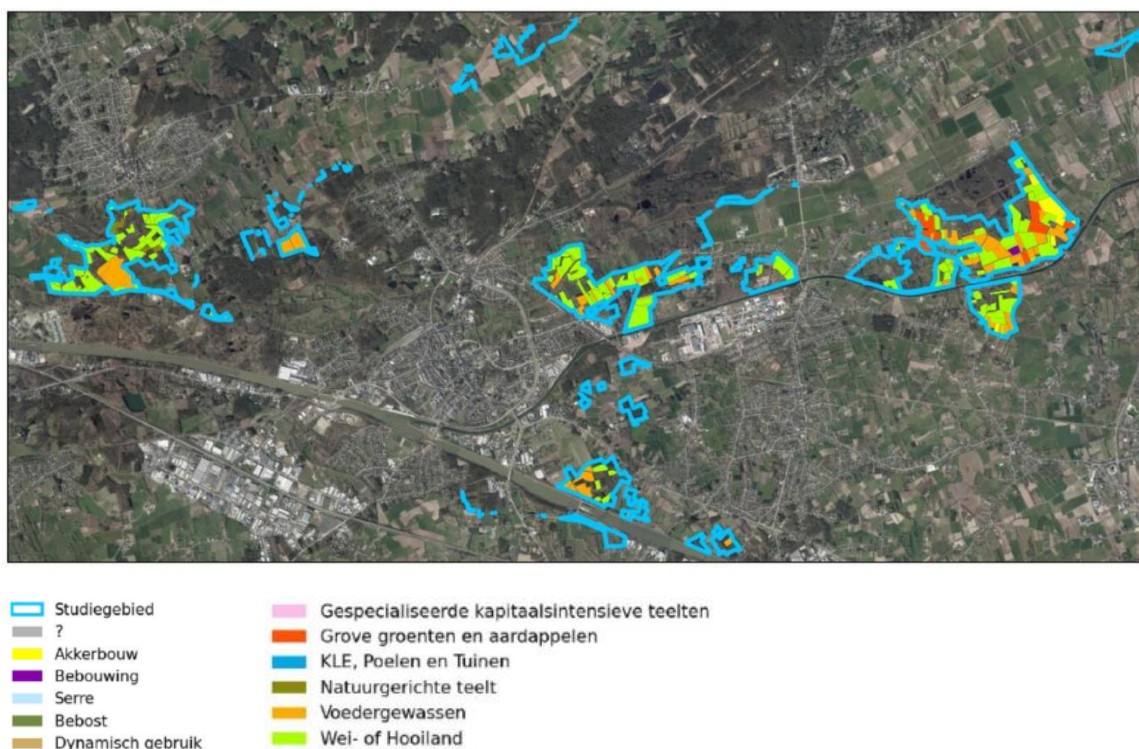 Studiegebied
?
Akkerbouw
Bebouwing
Serre
Bebost
Dynamisch gebruik
Gespecialiseerde kapitaalsintensieve teelten
Grove groenten en aardappelen
KLE, Poelen en Tuinen
Natuurgerichte teelt
Voedergewassen
Wei- of Hooiland